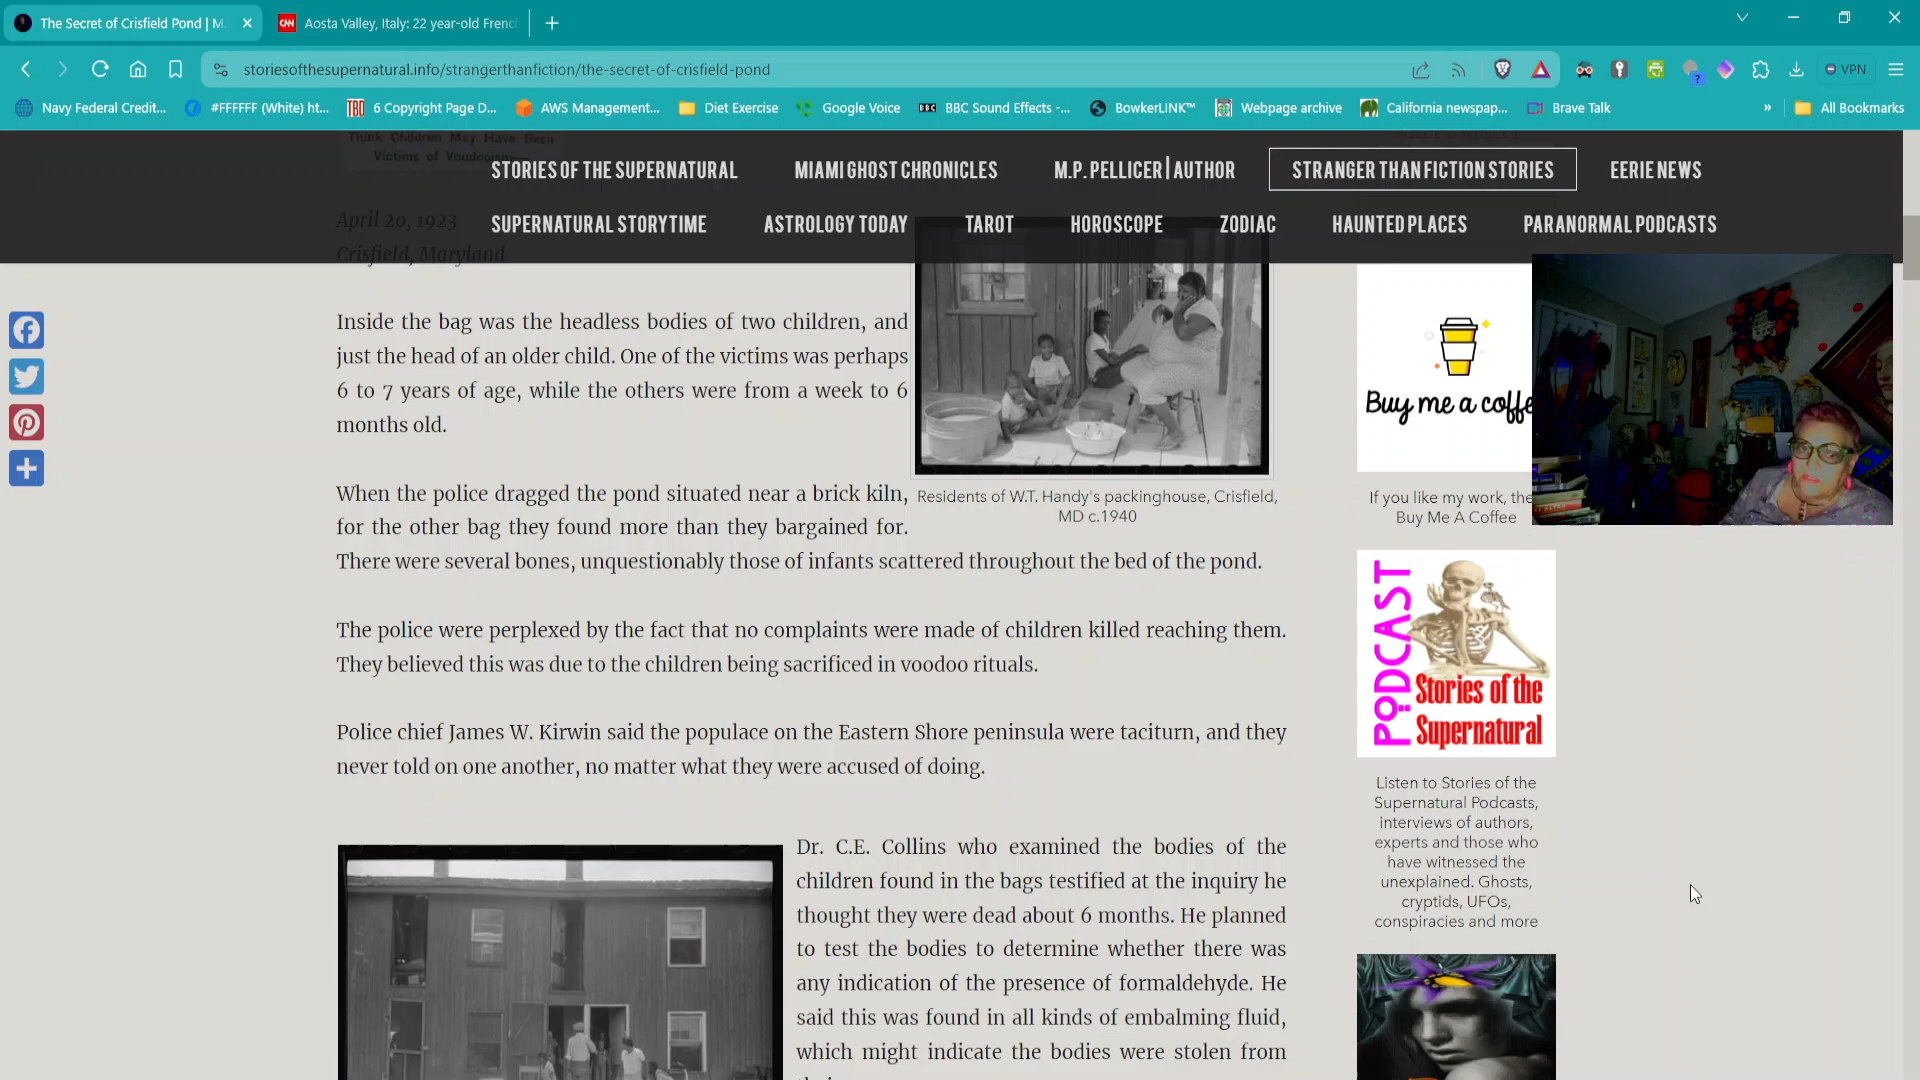 The Secret of Crisfield Pond | M.
Aosta Valley, Italy: 22 year-old Frenc
storiesofthesupernatural.info/strangerthanfiction/the-secret-of-crisfield-pond
VPN
Navy Federal Credit...
#FFFFFF (White) ht...
6 Copyright Page D...
AWS Management...
Diet Exercise
Google Voice
BBC Sound Effects -...
BowkerLINK™
Webpage archive
California newspap...
Brave Talk
»
All Bookmarks
Think Children May Have Been
Victims of Voudooism
STORIES OF THE SUPERNATURAL
MIAMI GHOST CHRONICLES
M.P. PELLICER | AUTHOR
STRANGER THAN FICTION STORIES
EERIE NEWS
SUPERNATURAL STORYTIME
ASTROLOGY TODAY
TAROT
HOROSCOPE
ZODIAC
HAUNTED PLACES
PARANORMAL PODCASTS
April 20, 1923
Crisfield, Maryland
Inside the bag was the headless bodies of two children, and
just the head of an older child. One of the victims was perhaps
6 to 7 years of age, while the others were from a week to 6
months old.
When the police dragged the pond situated near a brick kiln,
for the other bag they found more than they bargained for.
There were several bones, unquestionably those of infants scattered throughout the bed of the pond.
Residents of W.T. Handy's packinghouse, Crisfield,
MD c.1940
The police were perplexed by the fact that no complaints were made of children killed reaching them.
They believed this was due to the children being sacrificed in voodoo rituals.
Police chief James W. Kirwin said the populace on the Eastern Shore peninsula were taciturn, and they
never told on one another, no matter what they were accused of doing.
Dr. C.E. Collins who examined the bodies of the
children found in the bags testified at the inquiry he
thought they were dead about 6 months. He planned
to test the bodies to determine whether there was
any indication of the presence of formaldehyde. He
said this was found in all kinds of embalming fluid,
which might indicate the bodies were stolen from
Buy me a coffe
If you like my work, the
Buy Me A Coffee
PODCAST
Stories of the
Supernatural
Listen to Stories of the
Supernatural Podcasts,
interviews of authors,
experts and those who
have witnessed the
unexplained. Ghosts,
cryptids, UFOs,
conspiracies and more